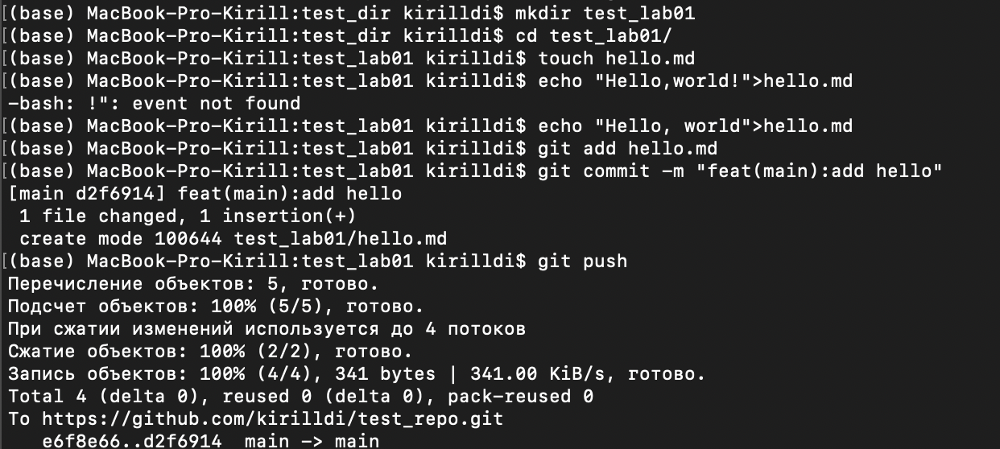 [(base) MacBook-Pro-Kirill:test_dir kirilldi$ mkdir test_lab01
[(base) MacBook-Pro-Kirill:test_dir kirilldi$ cd test_lab01/
[(base) MacBook-Pro-Kirill:test_lab01 kirilldi$ touch hello.md
[(base) MacBook-Pro-Kirill:test_lab01 kirilldi$ echo "Hello,world!">hello.md
-bash: !": event not found
[(base) MacBook-Pro-Kirill:test_lab01 kirilldi$ echo "Hello, world">hello.md
[(base) MacBook-Pro-Kirill:test_lab01 kirilldi$ git add hello.md
[(base) MacBook-Pro-Kirill:test_lab01 kirilldi$ git commit -m "feat(main):add hello"
[main d2f6914] feat(main):add hello
 1 file changed, 1 insertion(+)
 create mode 100644 test_lab01/hello.md
[(base) MacBook-Pro-Kirill:test_lab01 kirilldi$ git push
Перечисление объектов: 5, готово.
Подсчет объектов: 100% (5/5), готово.
При сжатии изменений используется до 4 потоков
Сжатие объектов: 100% (2/2), готово.
Запись объектов: 100% (4/4), 341 bytes | 341.00 KiB/s, готово.
Total 4 (delta 0), reused 0 (delta 0), pack-reused 0
To https://github.com/kirilldi/test_repo.git
   e6f8e66..d2f6914  main -> main